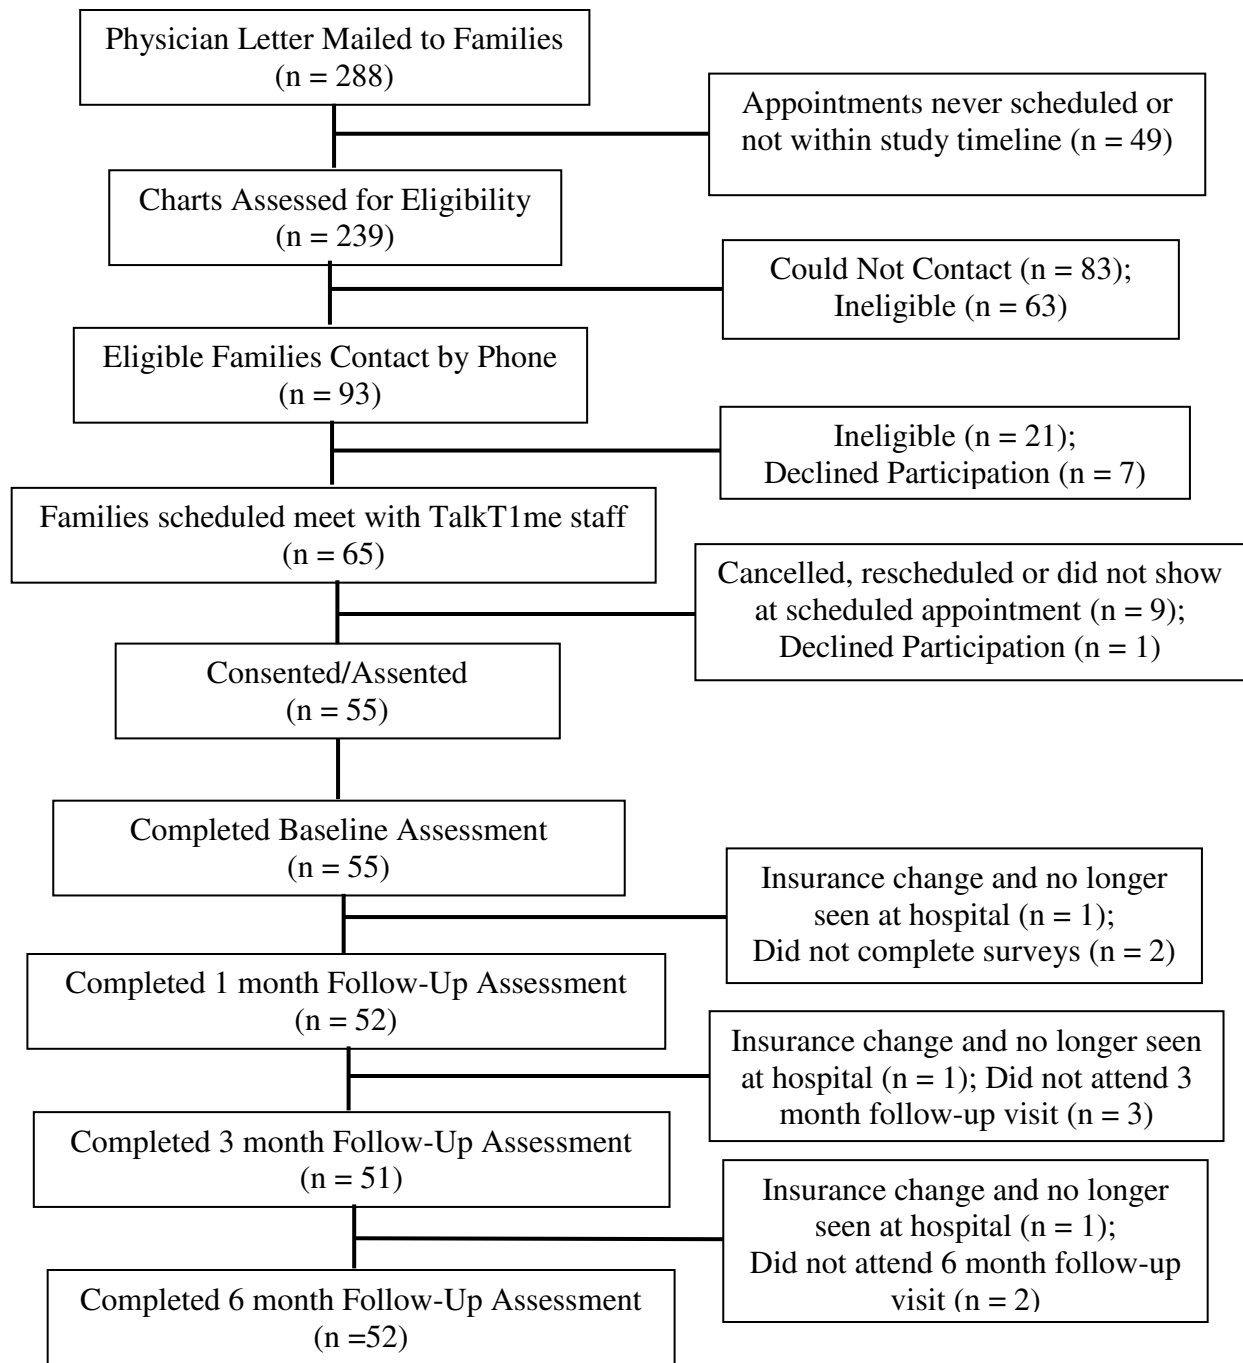 Physician Letter Mailed to Families
(n = 288)
Appointments never scheduled or
not within study timeline (n = 49)
Charts Assessed for Eligibility
(n = 239)
Could Not Contact (n = 83);
Ineligible (n = 63)
Eligible Families Contact by Phone
(n = 93)
Ineligible (n = 21);
Declined Participation (n = 7)
Families scheduled meet with TalkT1me staff
(n = 65)
Cancelled, rescheduled or did not show
at scheduled appointment (n = 9);
Declined Participation (n = 1)
Consented/Assented
(n = 55)
Completed Baseline Assessment
(n = 55)
Insurance change and no longer
seen at hospital (n = 1);
Did not complete surveys (n = 2)
Completed 1 month Follow-Up Assessment
(n = 52)
Insurance change and no longer seen
at hospital (n = 1); Did not attend 3
month follow-up visit (n = 3)
Completed 3 month Follow-Up Assessment
(n = 51)
Insurance change and no longer
seen at hospital (n = 1);
Did not attend 6 month follow-up
visit (n = 2)
Completed 6 month Follow-Up Assessment
(n =52)